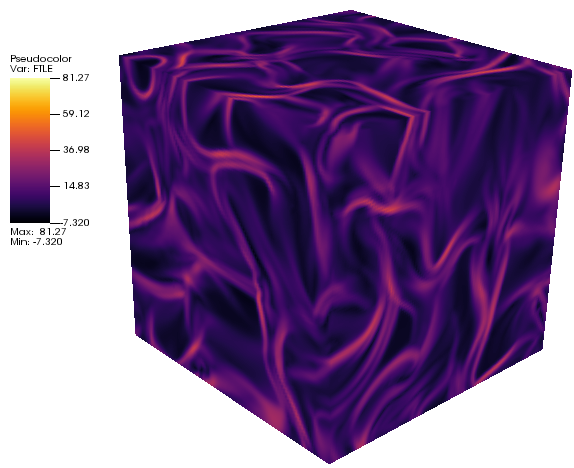 Pseudocolor
Var: FTLE
81.27
59.12
36.98
14.83
-7.320
Max: 81.27
Min: -7.320